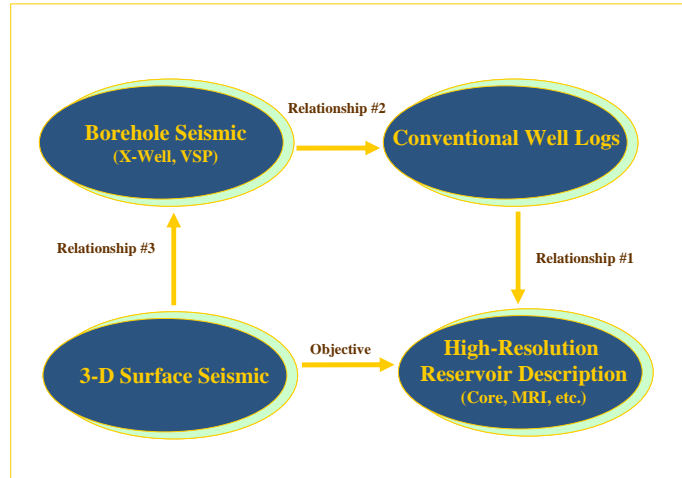 Borehole Seismic
(X-Well, VSP)
Relationship #2
Conventional Well Logs
Relationship #3
Relationship #1
3-D Surface Seismic
Objective
High-Resolution
Reservoir Description
(Core, MRI, etc.)